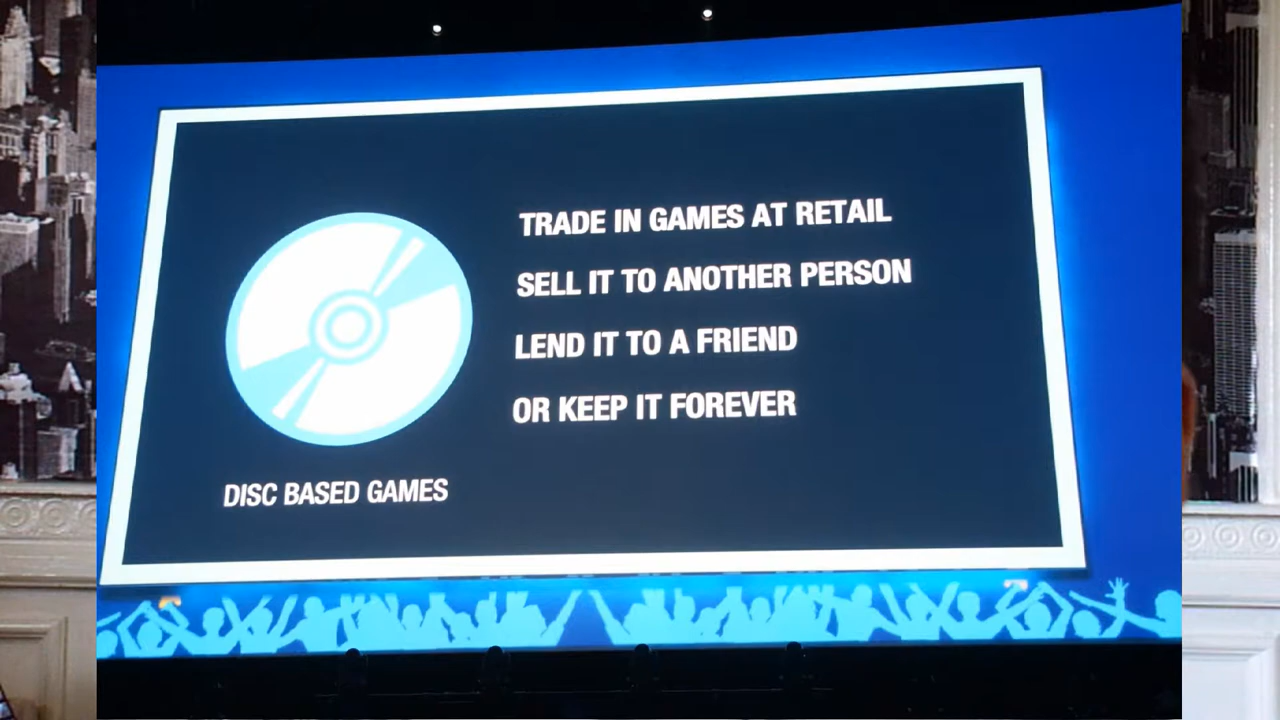 TRADE IN GAMES AT RETAIL
SELL IT TO ANOTHER PERSON
LEND IT TO A FRIEND
OR KEEP IT FOREVER
DISC BASED GAMES